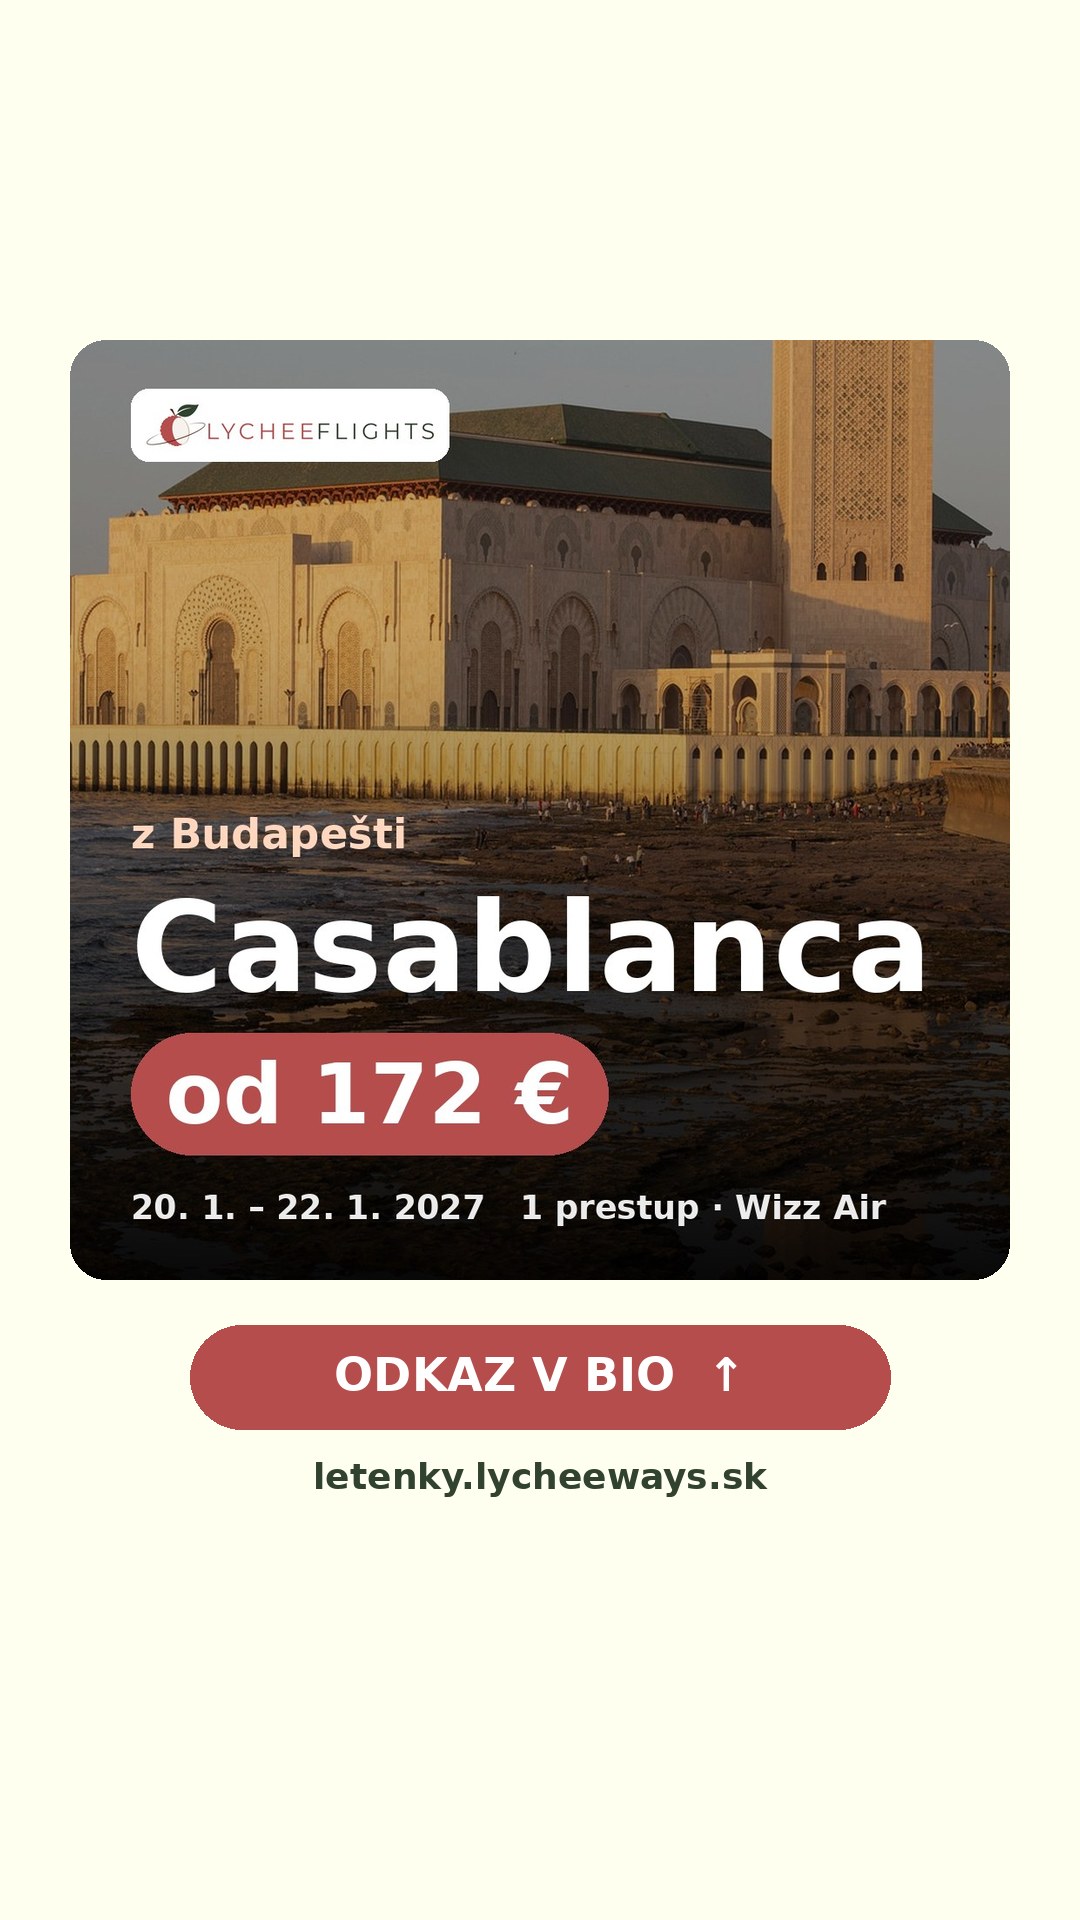 LYCHEEFLIGHTS
z Budapešti
Casablanca
od 172 €
20. 1. – 22. 1. 2027 1 prestup · Wizz Air
ODKAZ V BIO ↑
letenky.lycheeways.sk